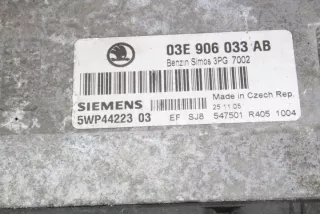 03E 906 033 AB
Benzin Simos 3PG 7002
Made in Czech Rep.
SIEMENS
25.11.05
5WP44223 03
EF SJ8 547501 R405 1004